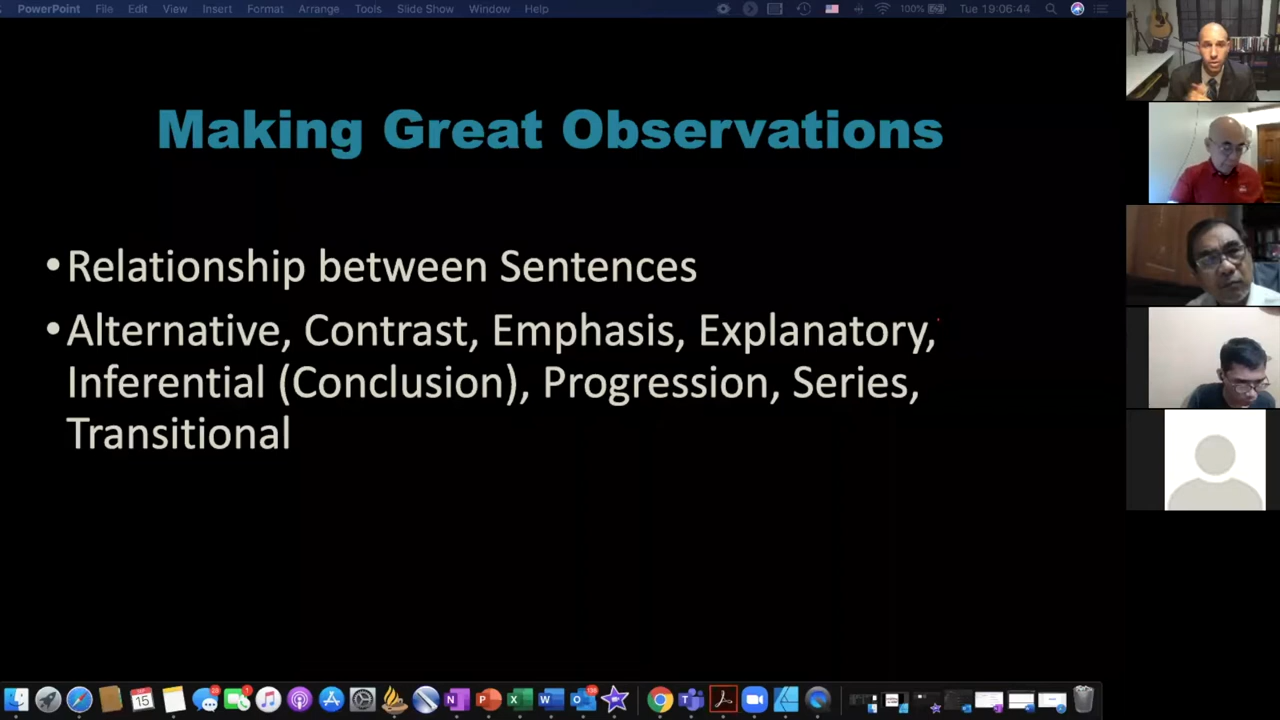 PowerPoint File Edit View Insert Format Arrange Tools Slide Show Window Help 100% Tue 19:06:44
Making Great Observations
•Relationship between Sentences
•Alternative, Contrast, Emphasis, Explanatory,
Inferential (Conclusion), Progression, Series,
Transitional
15